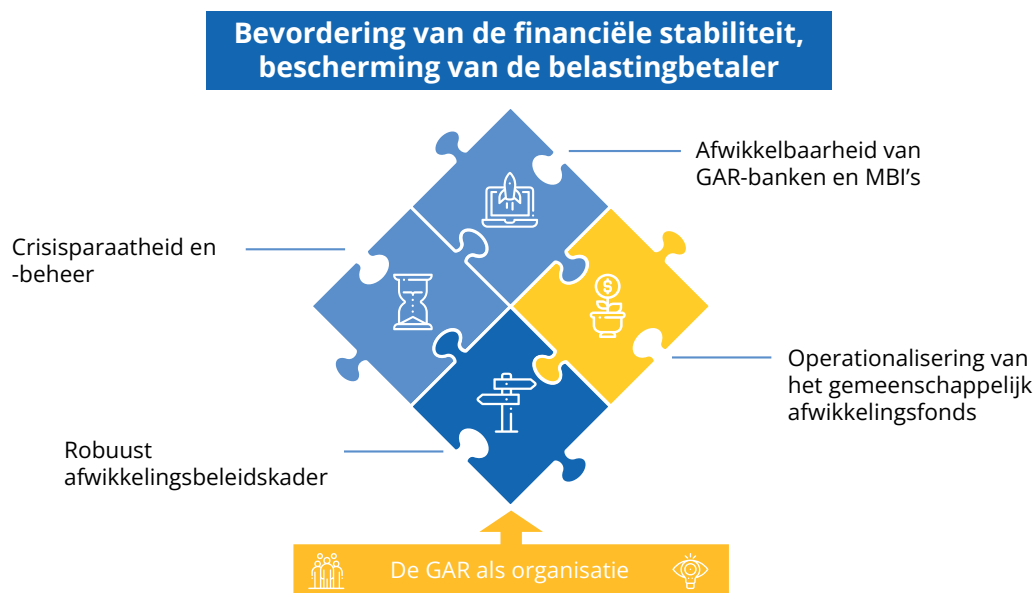 Bevordering van de financiële stabiliteit,
bescherming van de belastingbetaler
Afwikkelbaarheid van
GAR-banken en MBI’s
Crisisparaatheid en
-beheer
$
Operationalisering van
het gemeenschappelijk
afwikkelingsfonds
Robuust
afwikkelingsbeleidskader
De GAR als organisatie